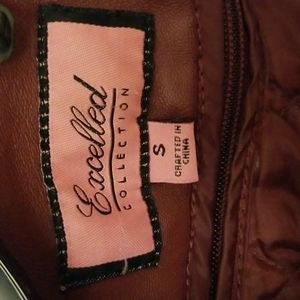 Excelled
COLLECTION
S
CRAFTED IN
CHINA